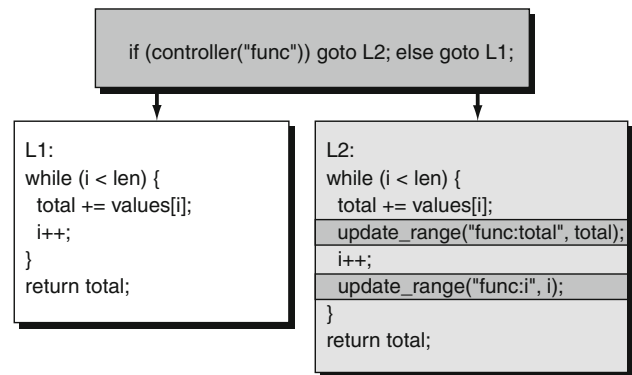 if (controller("func")) goto L2; else goto L1;
L1:
while (i < len) {
total += values[i];
i++;
}
return total;
L2:
while (i < len) {
total += values[i];
update_range("func:total", total);
i++;
update_range("func:i", i);
}
return total;